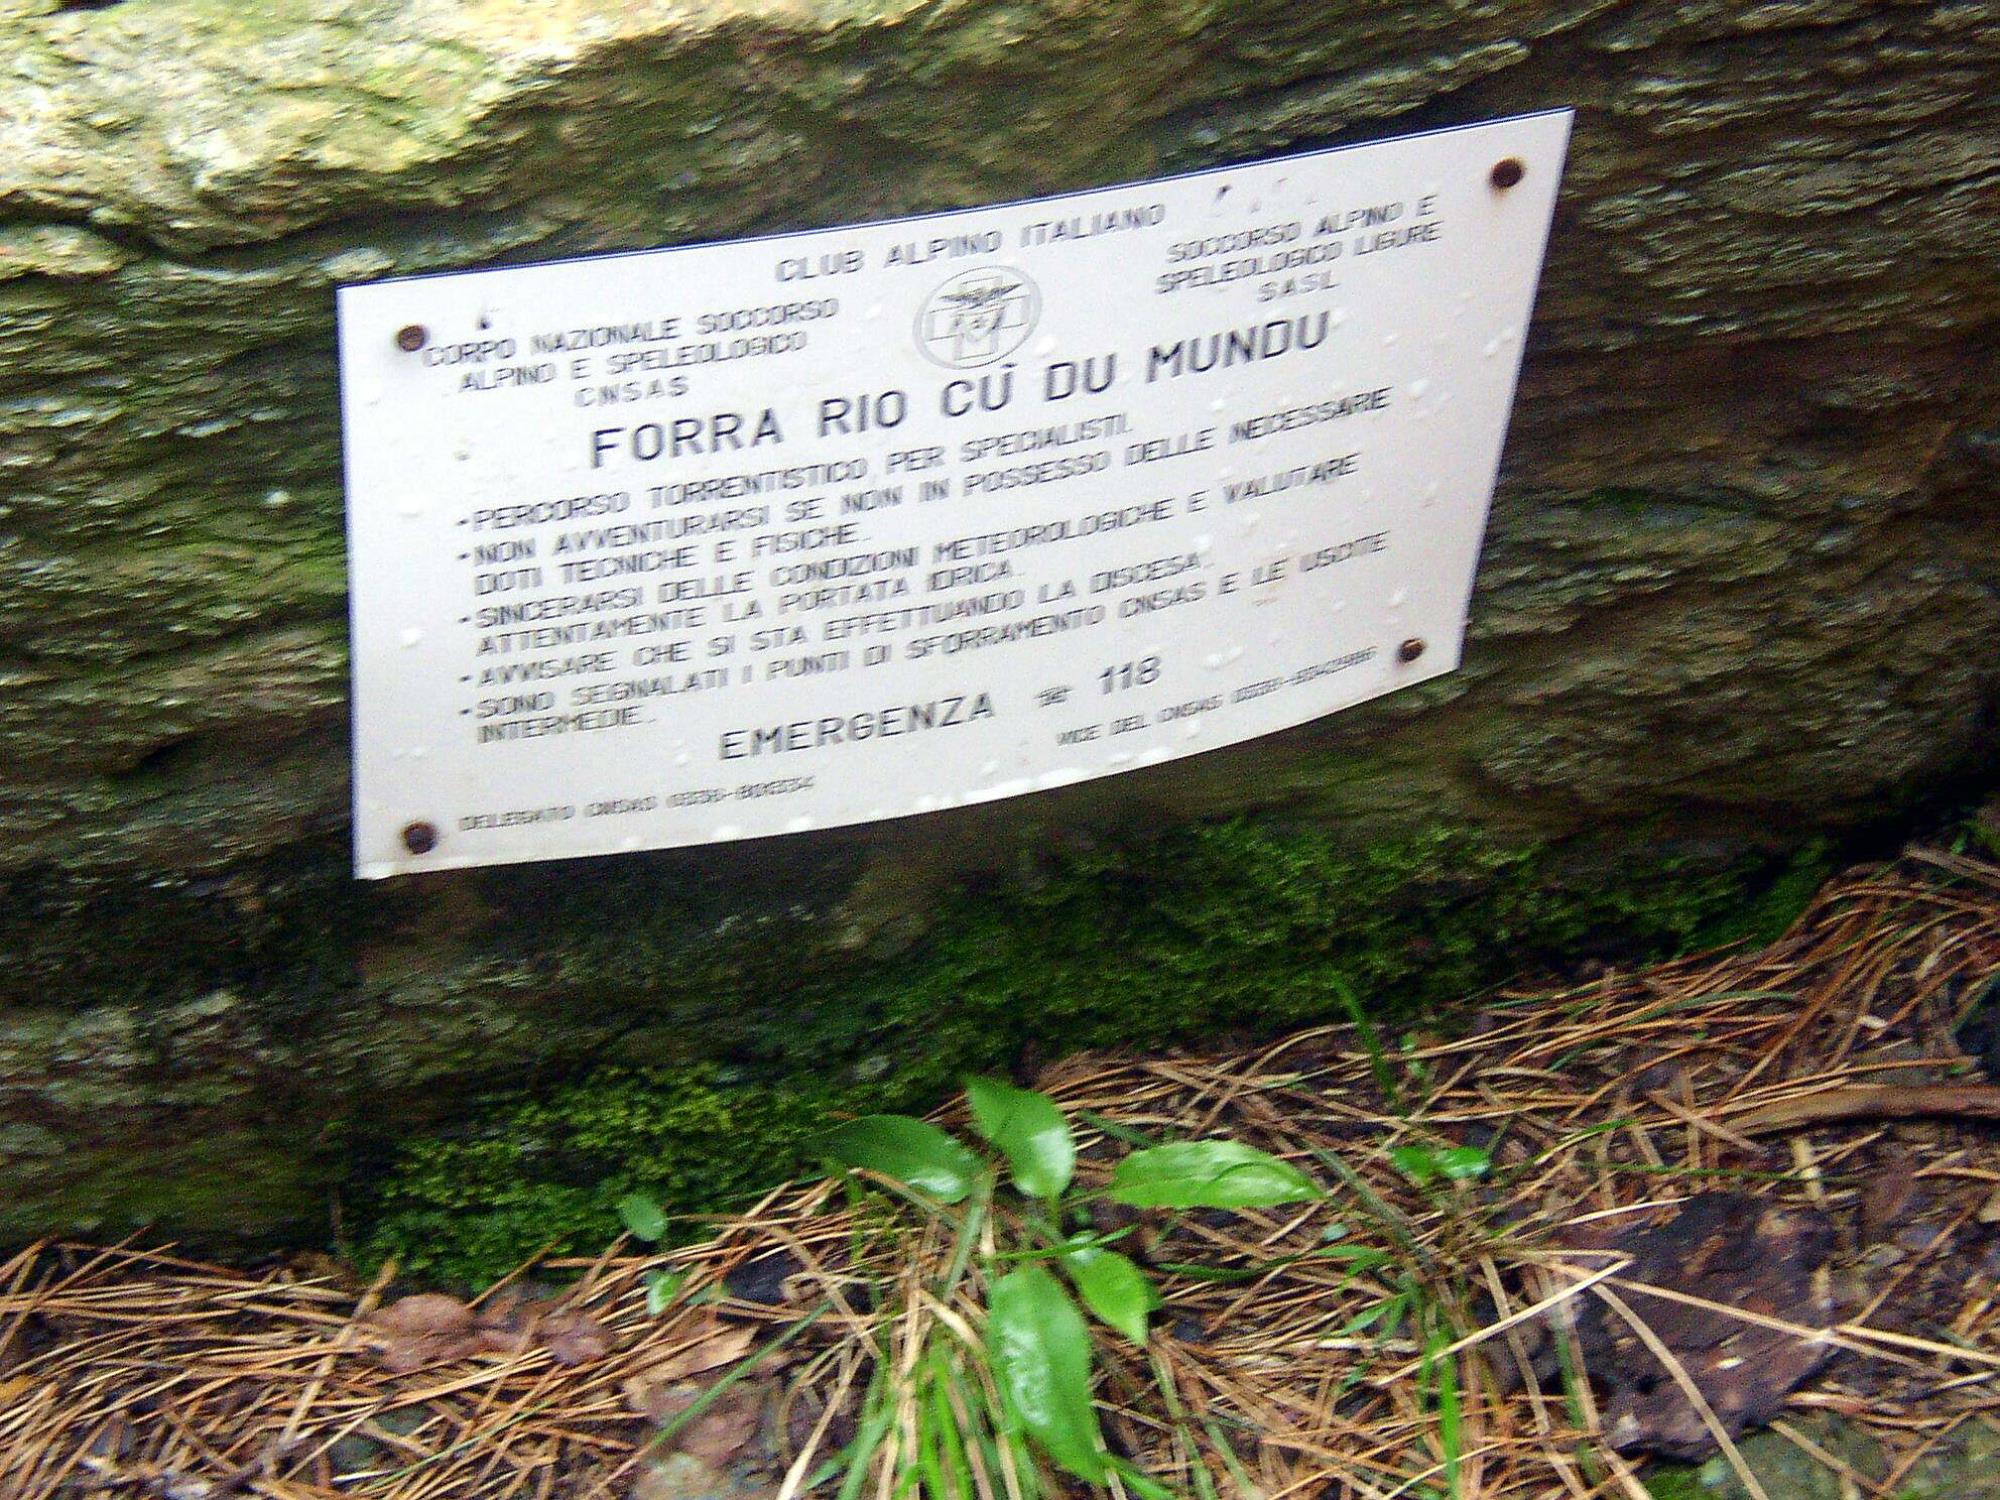 CLUB ALPINO ITALIANO
CORPO NAZIONALE SOCCORSO
ALPINO E SPELEOLOGICO
CNSAS
SOCCORSO ALPINO E
SPELEOLOGICO LIGURE
SASL
FORRA RIO CÙ DU MUNDU
•PERCORSO TORRENTISTICO PER SPECIALISTI.
•NON AVVENTURARSI SE NON IN POSSESSO DELLE NECESSARIE
DOTI TECNICHE E FISICHE.
•SINCERARSI DELLE CONDIZIONI METEOROLOGICHE E VALUTARE
ATTENTAMENTE LA PORTATA IDRICA.
•AVVISARE CHE SI STA EFFETTUANDO LA DISCESA.
•SONO SEGNALATI I PUNTI DI SFORRAMENTO CNSAS E LE USCITE
INTERMEDIE.
EMERGENZA ☎ 118
DELEGATO CNSAS
VICE DEL CNSAS